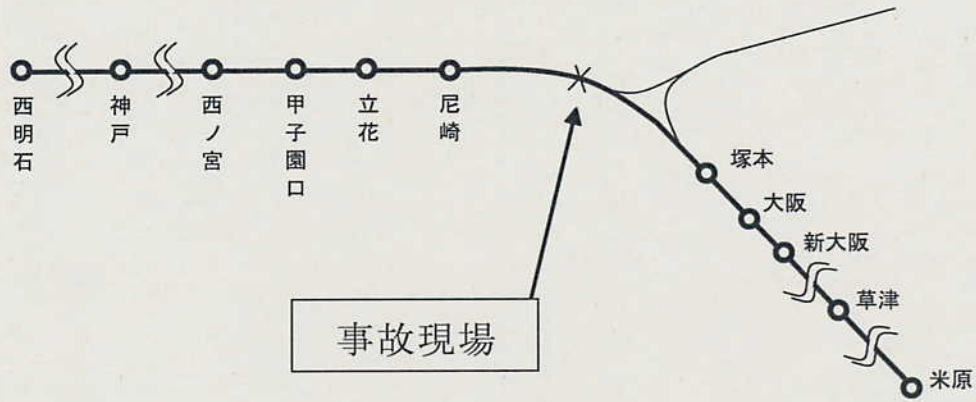 西明石
神戸
西ノ宮
甲子園口
立花
尼崎
塚本
大阪
新大阪
草津
米原
事故現場